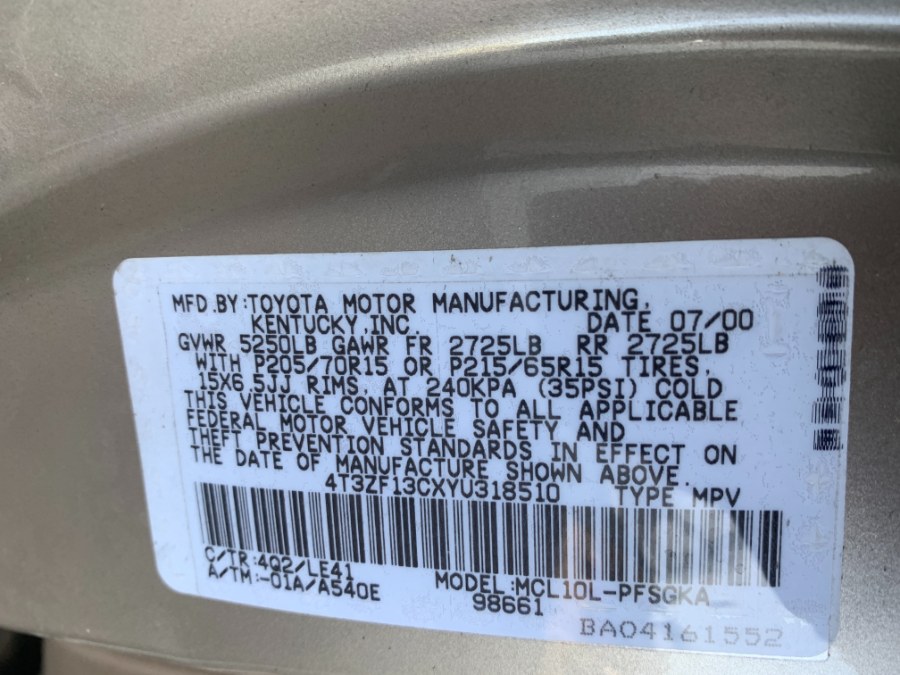 MFD.BY:TOYOTA MOTOR MANUFACTURING,
KENTUCKY,INC. DATE 07/00
GVWR 5250LB GAWR FR 2725LB RR 2725LB
WITH P205/70R15 OR P215/65R15 TIRES,
15X6.5JJ RIMS, AT 240KPA (35PSI) COLD
THIS VEHICLE CONFORMS TO ALL APPLICABLE
FEDERAL MOTOR VEHICLE SAFETY AND
THEFT PREVENTION STANDARDS IN EFFECT ON
THE DATE OF MANUFACTURE SHOWN ABOVE.
4T3ZF13CXYU318510 TYPE MPV
C/TR:4Q2/LE41
A/TM:-01A/A540E
MODEL:MCL10L-PFSGKA
98661
BA04161552